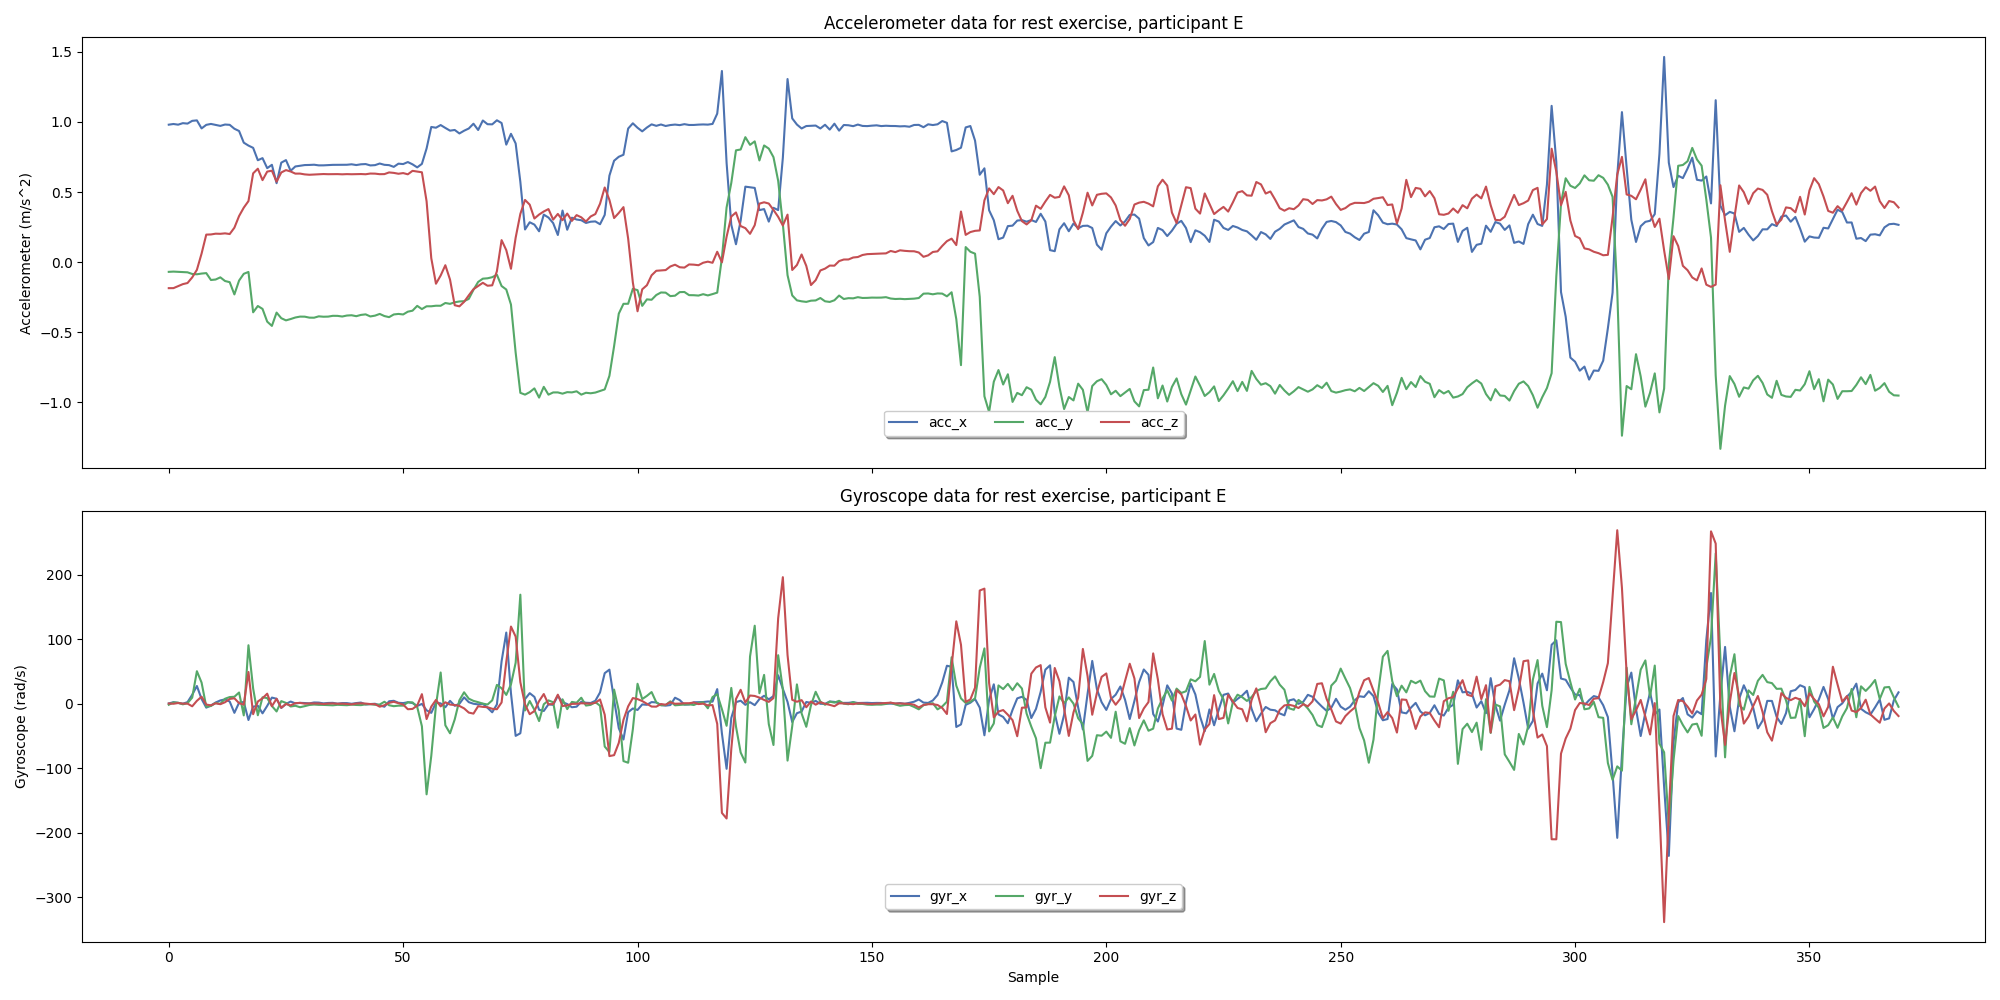 Accelerometer data for rest exercise, participant E
1.5
1.0
0.5
0.0
−0.5
−1.0
Accelerometer (m/s^2)
acc_x acc_y acc_z
Gyroscope data for rest exercise, participant E
200
100
0
−100
−200
−300
Gyroscope (rad/s)
gyr_x gyr_y gyr_z
0 50 100 150 200 250 300 350
Sample